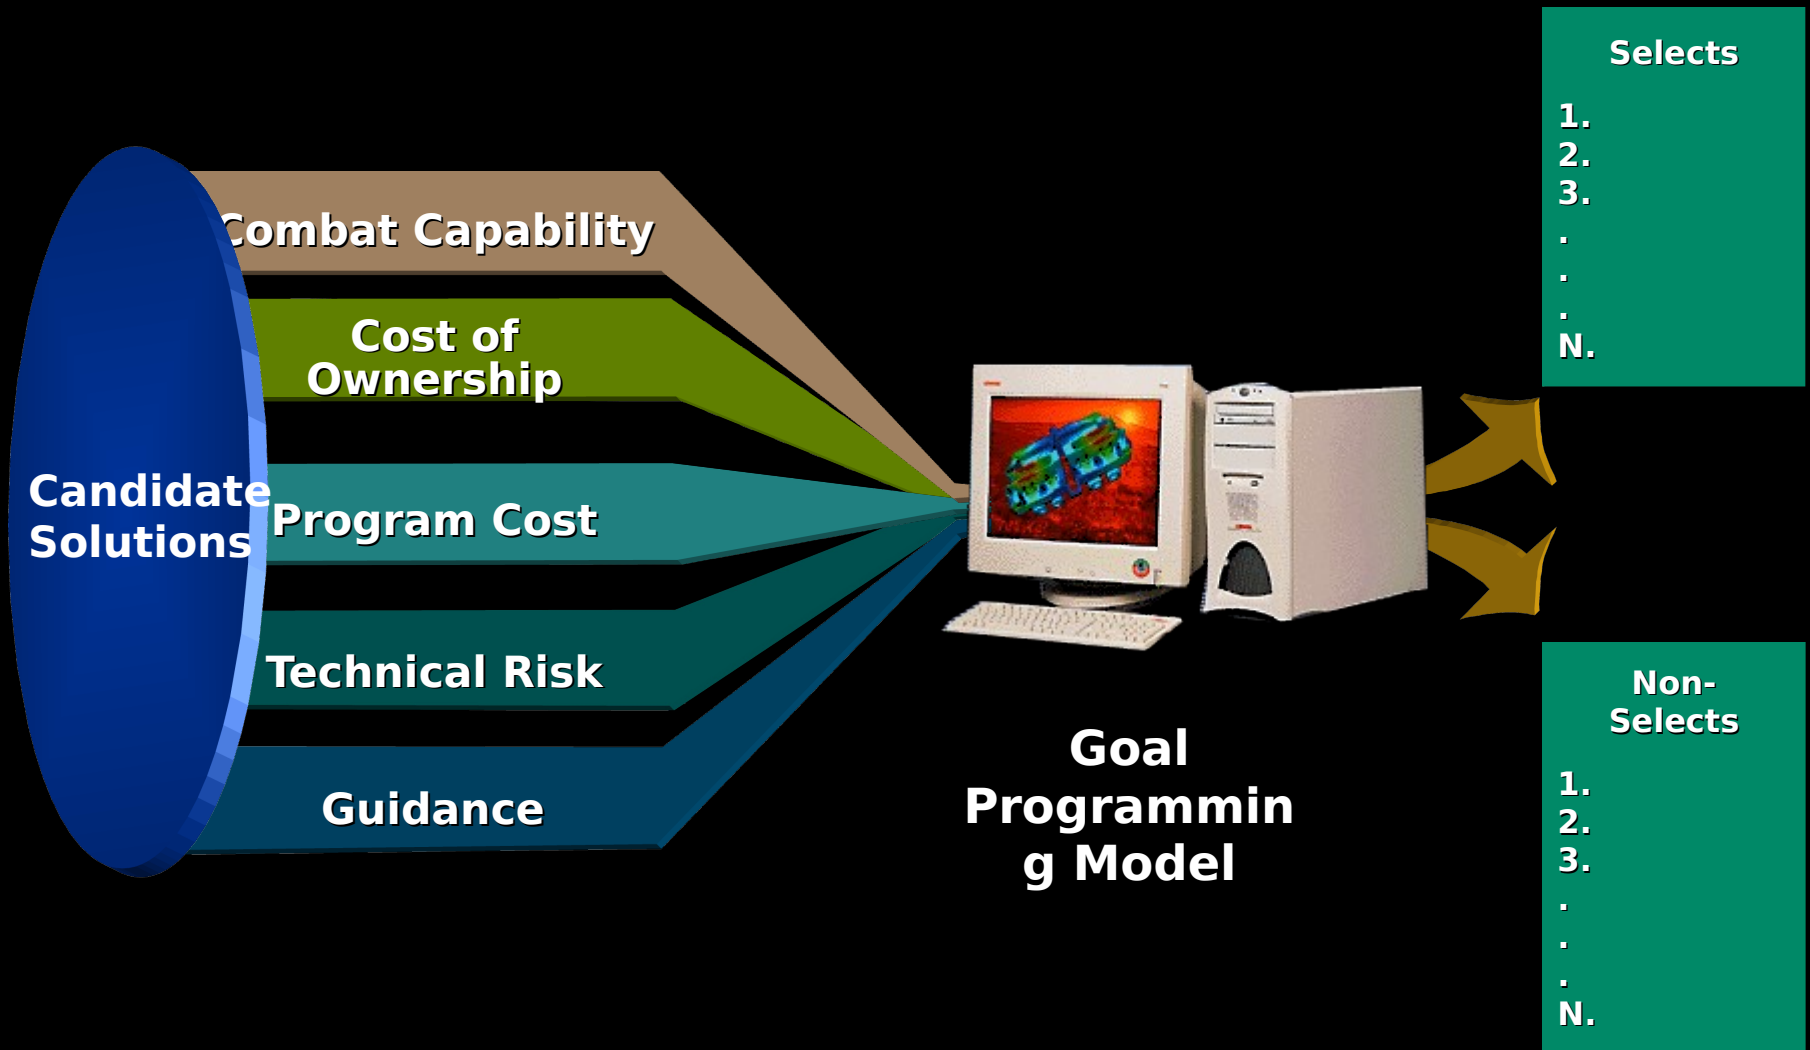 Candidate
Solutions
Combat Capability
Cost of
Ownership
Program Cost
Technical Risk
Guidance
Goal
Programmin
g Model
Selects
1.
2.
3.
.
.
.
N.
Non-
Selects
1.
2.
3.
.
.
.
N.